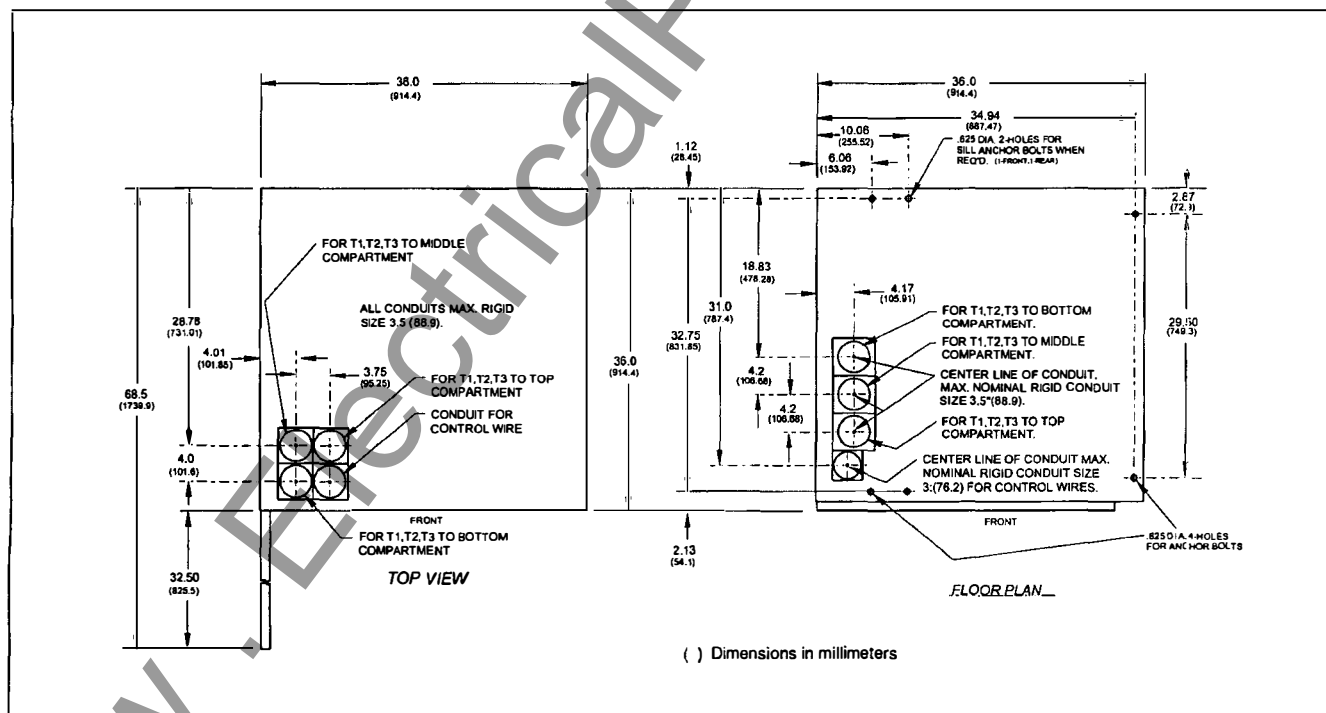 36.0
(914.4)
68.5
(1739.9)
28.78
(731.01)
4.01
(101.85)
3.75
(95.25)
4.0
(101.6)
32.50
(825.5)
FOR T1,T2,T3 TO MIDDLE
COMPARTMENT
ALL CONDUITS MAX. RIGID
SIZE 3.5 (88.9).
FOR T1,T2,T3 TO TOP
COMPARTMENT
CONDUIT FOR
CONTROL WIRE
FRONT
FOR T1,T2,T3 TO BOTTOM
COMPARTMENT
TOP VIEW
36.0
(914.4)
1.12
(28.45)
32.75
(831.85)
2.13
(54.1)
31.0
(787.4)
36.0
(914.4)
34.94
(887.47)
10.06
(255.52)
6.06
(153.92)
.625 DIA. 2-HOLES FOR
SILL ANCHOR BOLTS WHEN
REQ'D. (1-FRONT,1-REAR)
2.87
(72.9)
29.50
(749.3)
18.83
(478.28)
4.17
(105.91)
4.2
(106.68)
4.2
(106.68)
FOR T1,T2,T3 TO BOTTOM
COMPARTMENT.
FOR T1,T2,T3 TO MIDDLE
COMPARTMENT.
CENTER LINE OF CONDUIT,
MAX. NOMINAL RIGID CONDUIT
SIZE 3.5"(88.9).
FOR T1,T2,T3 TO TOP
COMPARTMENT.
CENTER LINE OF CONDUIT MAX.
NOMINAL RIGID CONDUIT SIZE
3:(76.2) FOR CONTROL WIRES.
FRONT
.625 DIA. 4-HOLES
FOR ANCHOR BOLTS
FLOOR PLAN
( ) Dimensions in millimeters